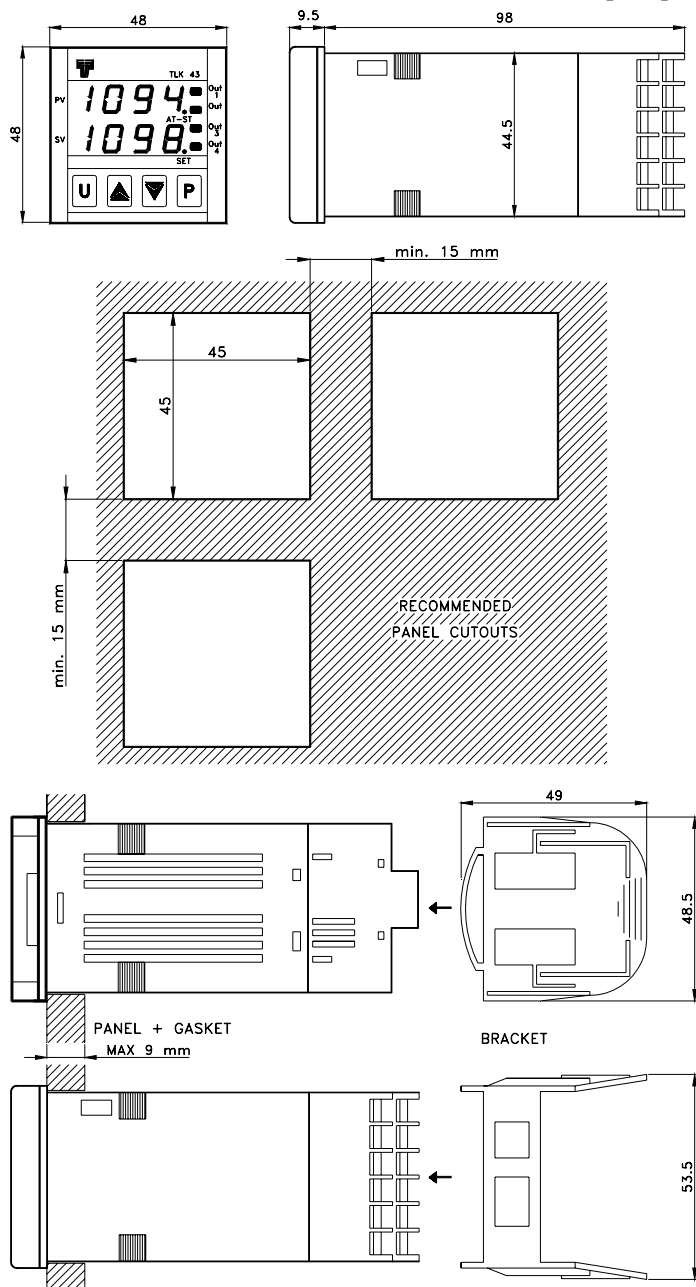 48
9.5
98
48
TLK 43
PV
1094.
Out
1
Out
AT-ST
SV
1098.
Out
3
Out
4
SET
U
P
44.5
min. 15 mm
45
45
min. 15 mm
RECOMMENDED
PANEL CUTOUTS
49
48.5
PANEL + GASKET
MAX 9 mm
BRACKET
53.5